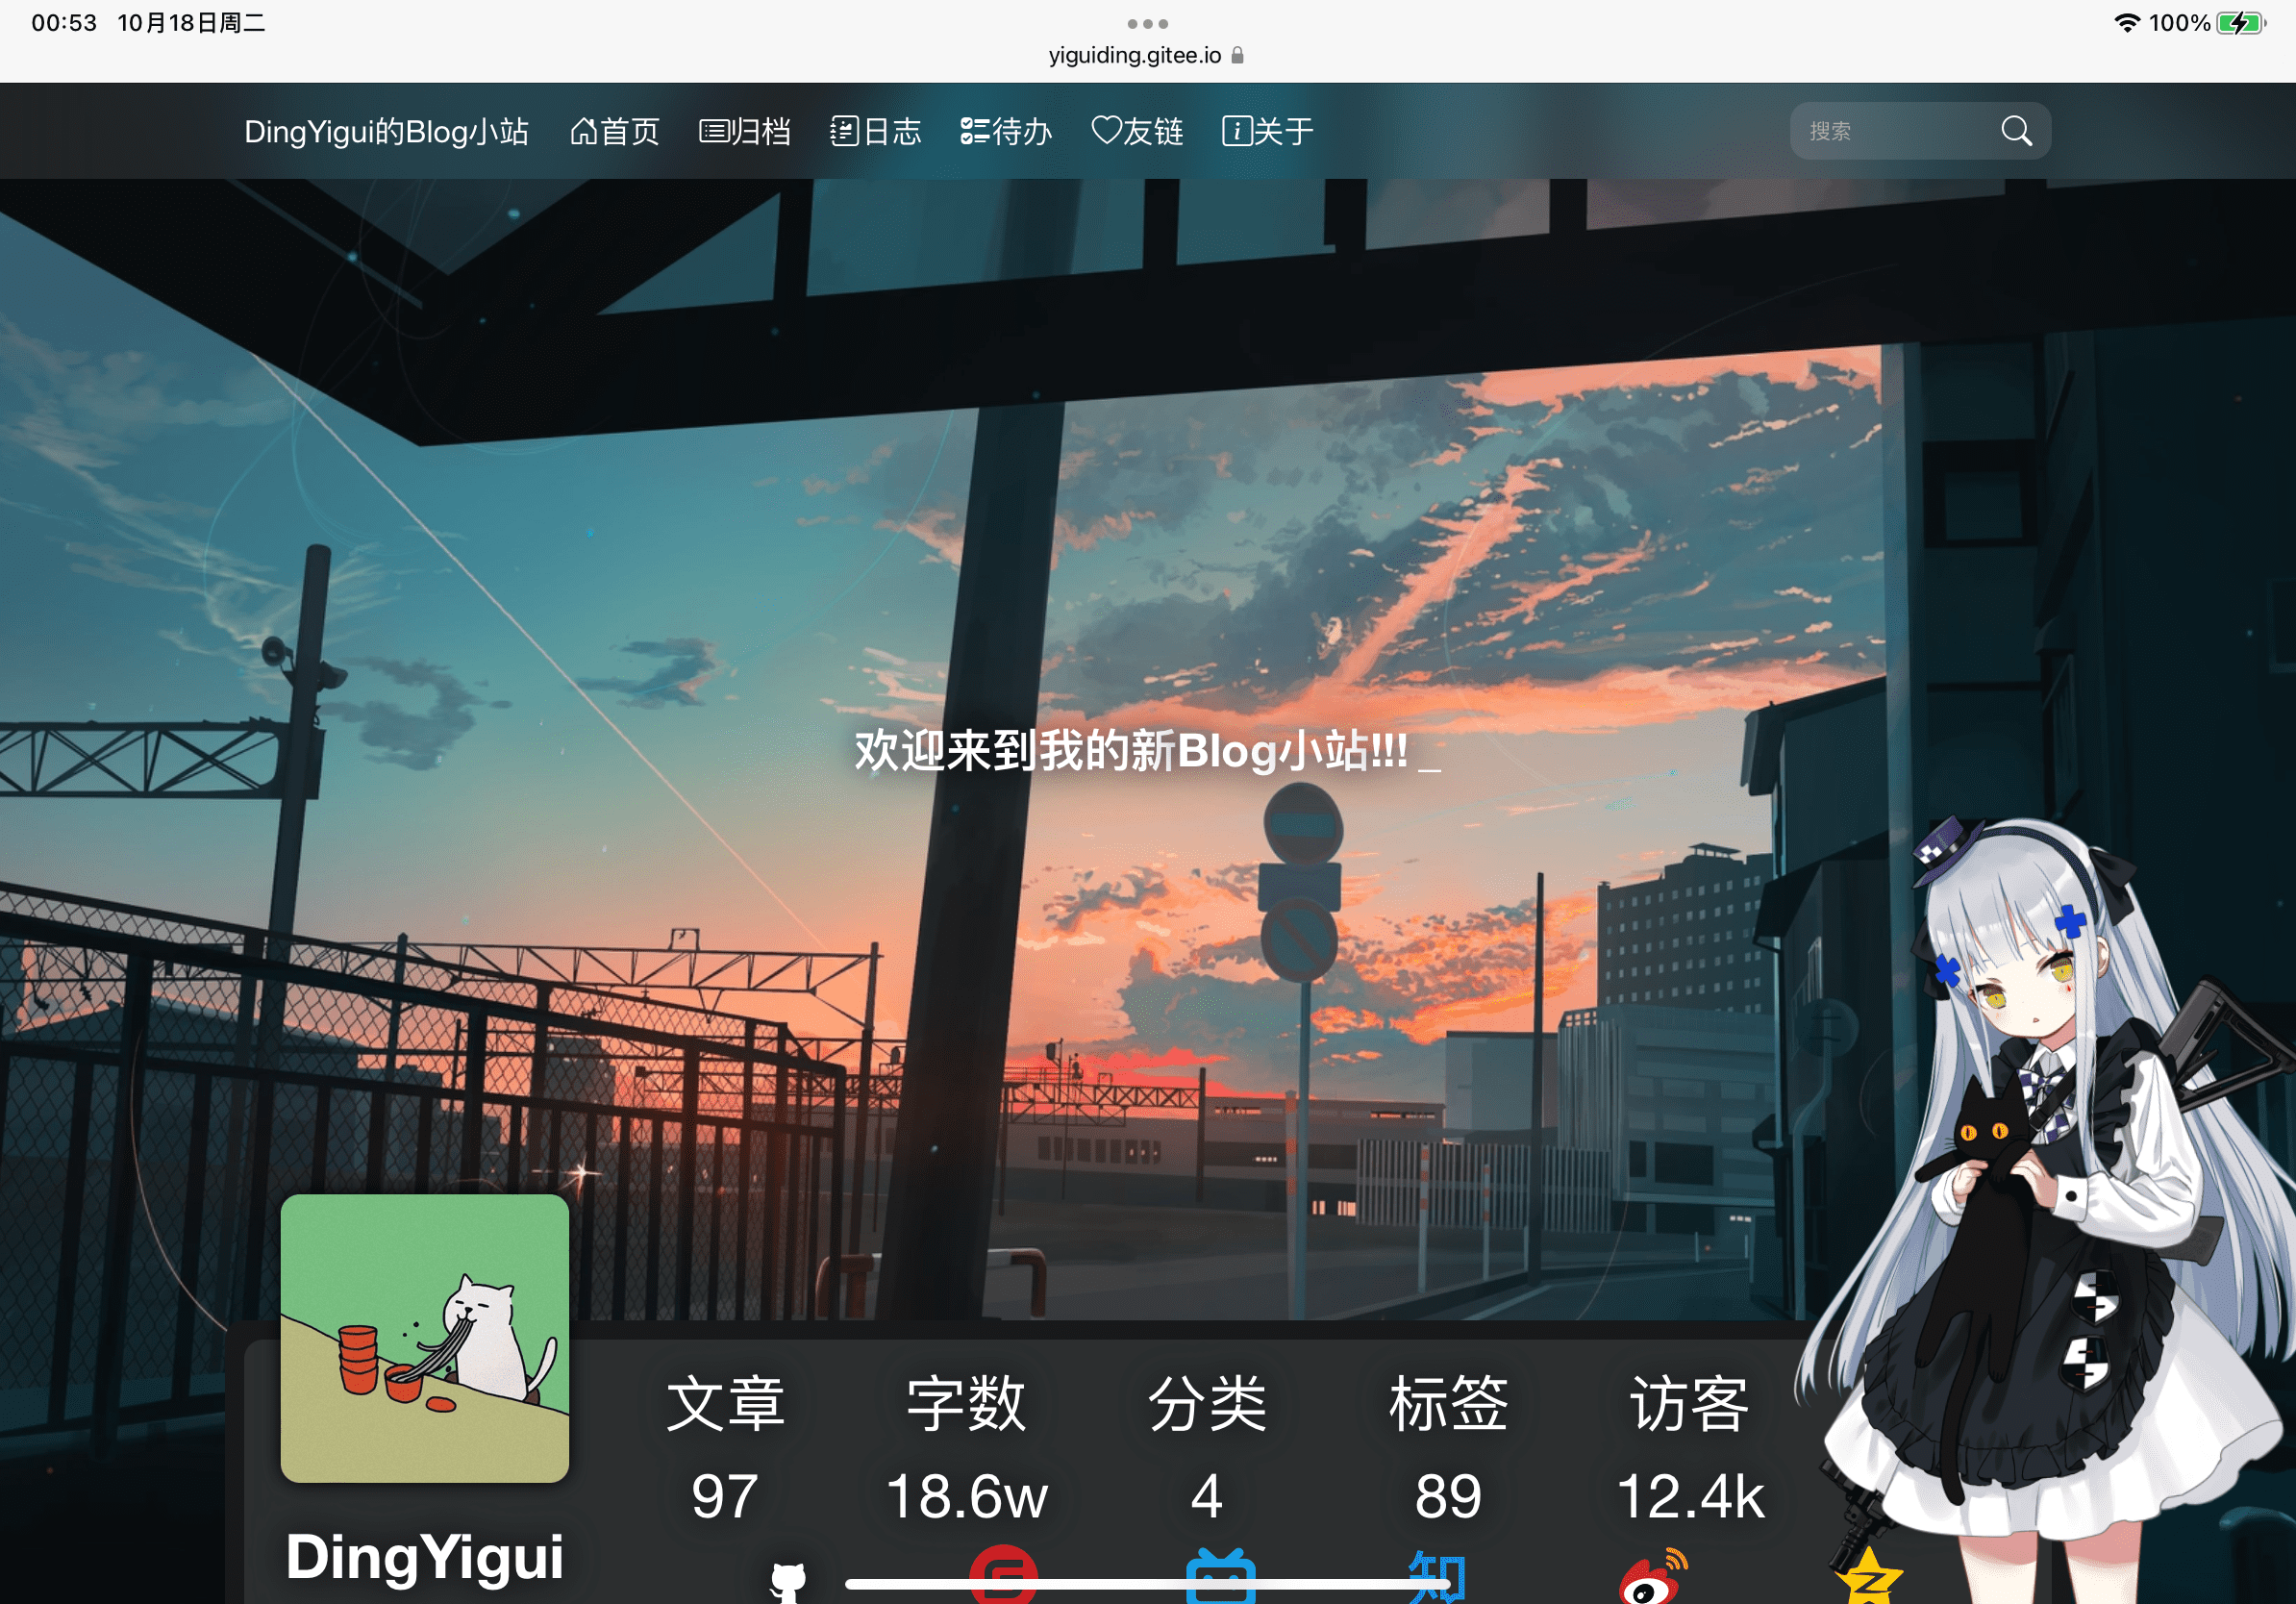 00:53 10月18日周二
100%
yiguiding.gitee.io
DingYigui的Blog小站 首页 归档 日志 待办 友链 关于 搜索
欢迎来到我的新Blog小站!!! _
文章 字数 分类 标签 访客
97 18.6w 4 89 12.4k
DingYigui
知